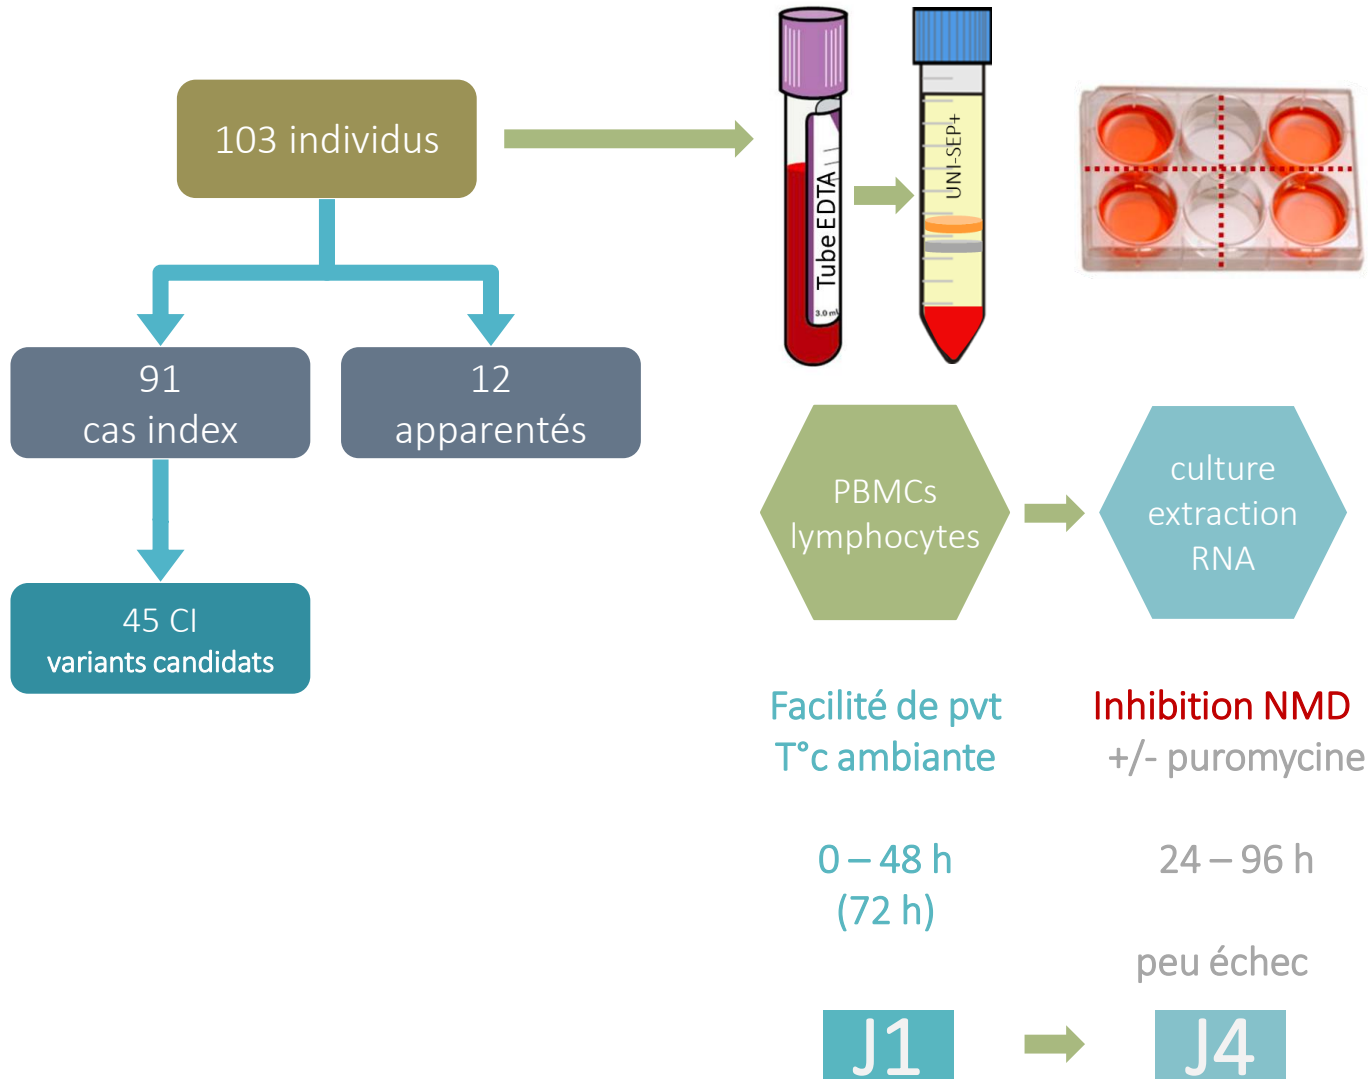 103 individus
91
cas index
12
apparentés
45 CI
variants candidats
Tube EDTA
3.0 mL
UNI-SEP+
PBMCs
lymphocytes
culture
extraction
RNA
Facilité de pvt
T°c ambiante
0 – 48 h
(72 h)
Inhibition NMD
+/- puromycine
24 – 96 h
peu échec
J1
J4